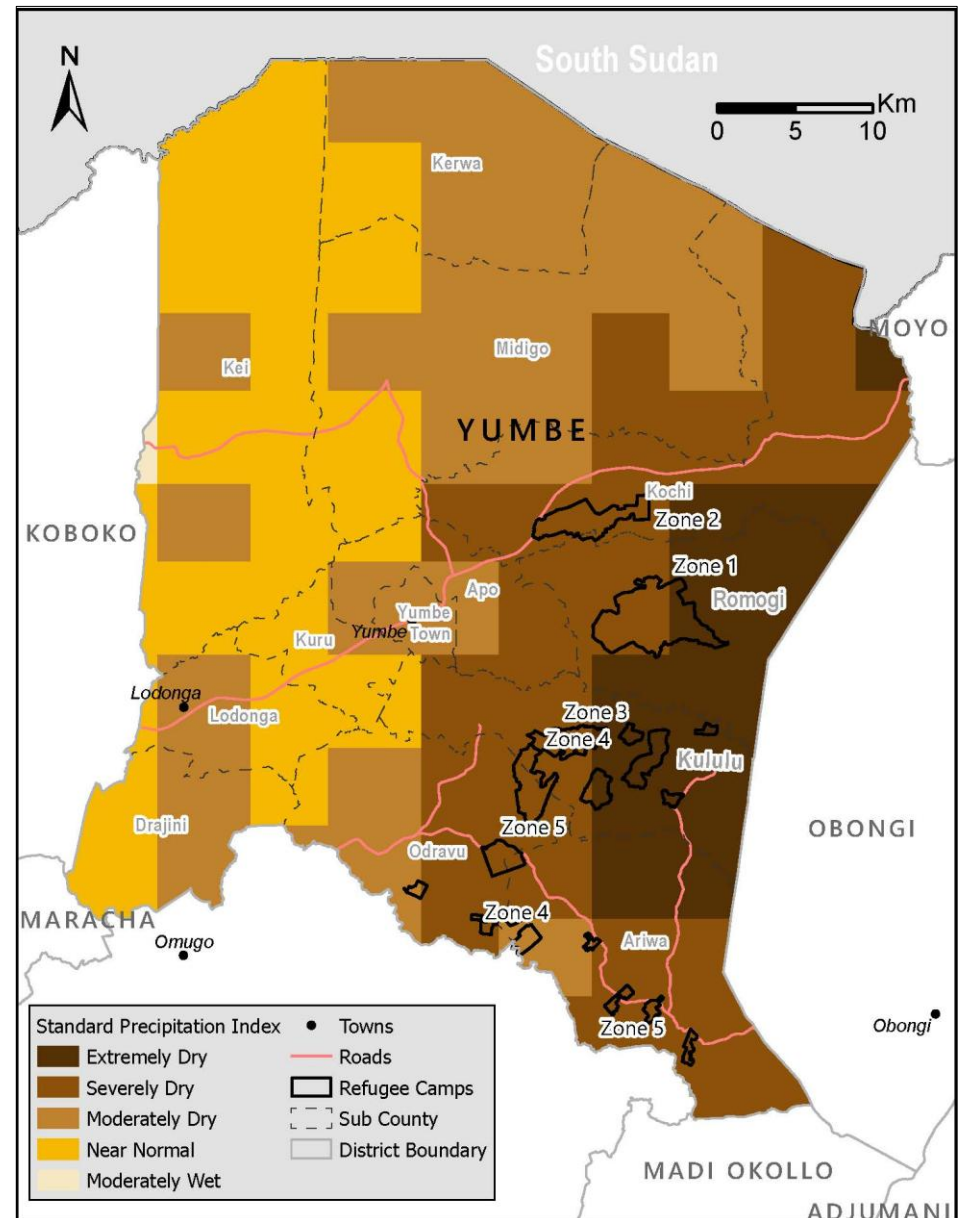 South Sudan
N
Km
0 5 10
Kerwa
MOYO
Midigo
Kei
YUMBE
Kochi
Zone 2
KOBOKO
Zone 1
Apo
Romogi
Yumbe
Yumbe Town
Kuru
Lodonga
Lodonga
Zone 3
Zone 4
Kululu
Drajini
Zone 5
OBONGI
Odravu
MARACHA
Zone 4
Omugo
Ariwa
Obongi
Zone 5
Standard Precipitation Index
Extremely Dry
Severely Dry
Moderately Dry
Near Normal
Moderately Wet
Towns
Roads
Refugee Camps
Sub County
District Boundary
MADI OKOLLO
ADJUMANI